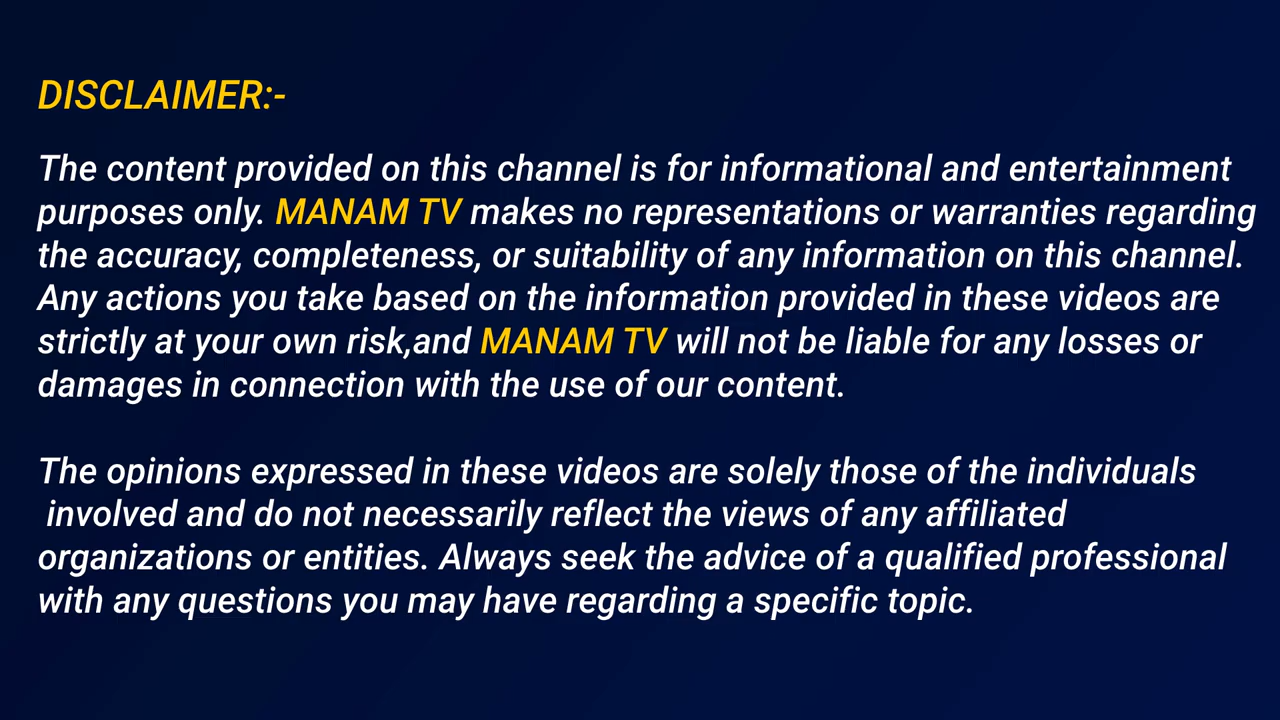 DISCLAIMER:-
The content provided on this channel is for informational and entertainment
purposes only. MANAM TV makes no representations or warranties regarding
the accuracy, completeness, or suitability of any information on this channel.
Any actions you take based on the information provided in these videos are
strictly at your own risk,and MANAM TV will not be liable for any losses or
damages in connection with the use of our content.
The opinions expressed in these videos are solely those of the individuals
involved and do not necessarily reflect the views of any affiliated
organizations or entities. Always seek the advice of a qualified professional
with any questions you may have regarding a specific topic.